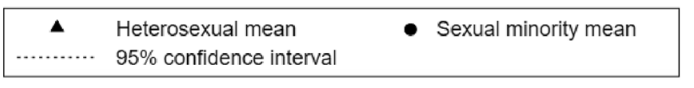 Heterosexual mean Sexual minority mean
95% confidence interval